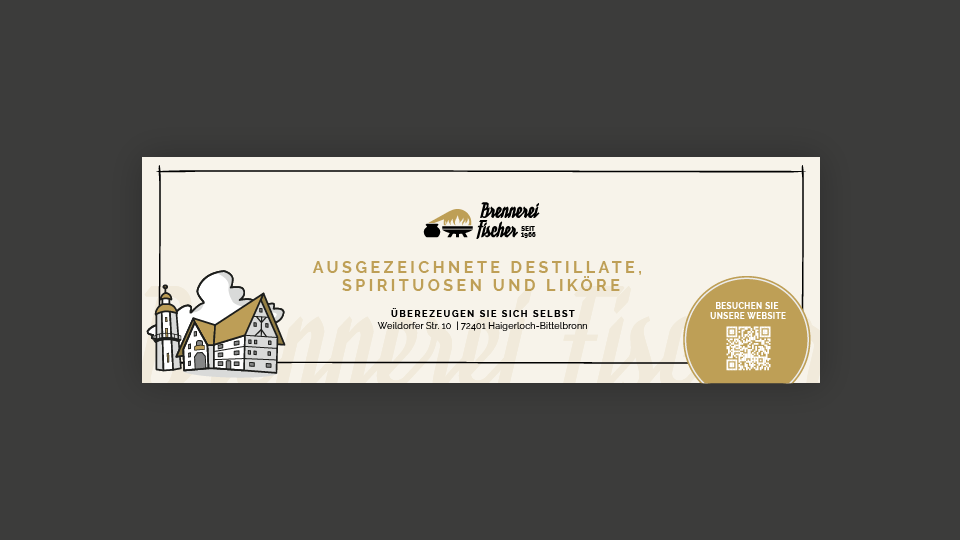 Brennerei
Fischer SEIT 1966
AUSGEZEICHNETE DESTILLATE,
SPIRITUOSEN UND LIKÖRE
ÜBEREZEUGEN SIE SICH SELBST
Weildorfer Str. 10 | 72401 Haigerloch-Bittelbronn
BESUCHEN SIE
UNSERE WEBSITE
Brennerei Fischer